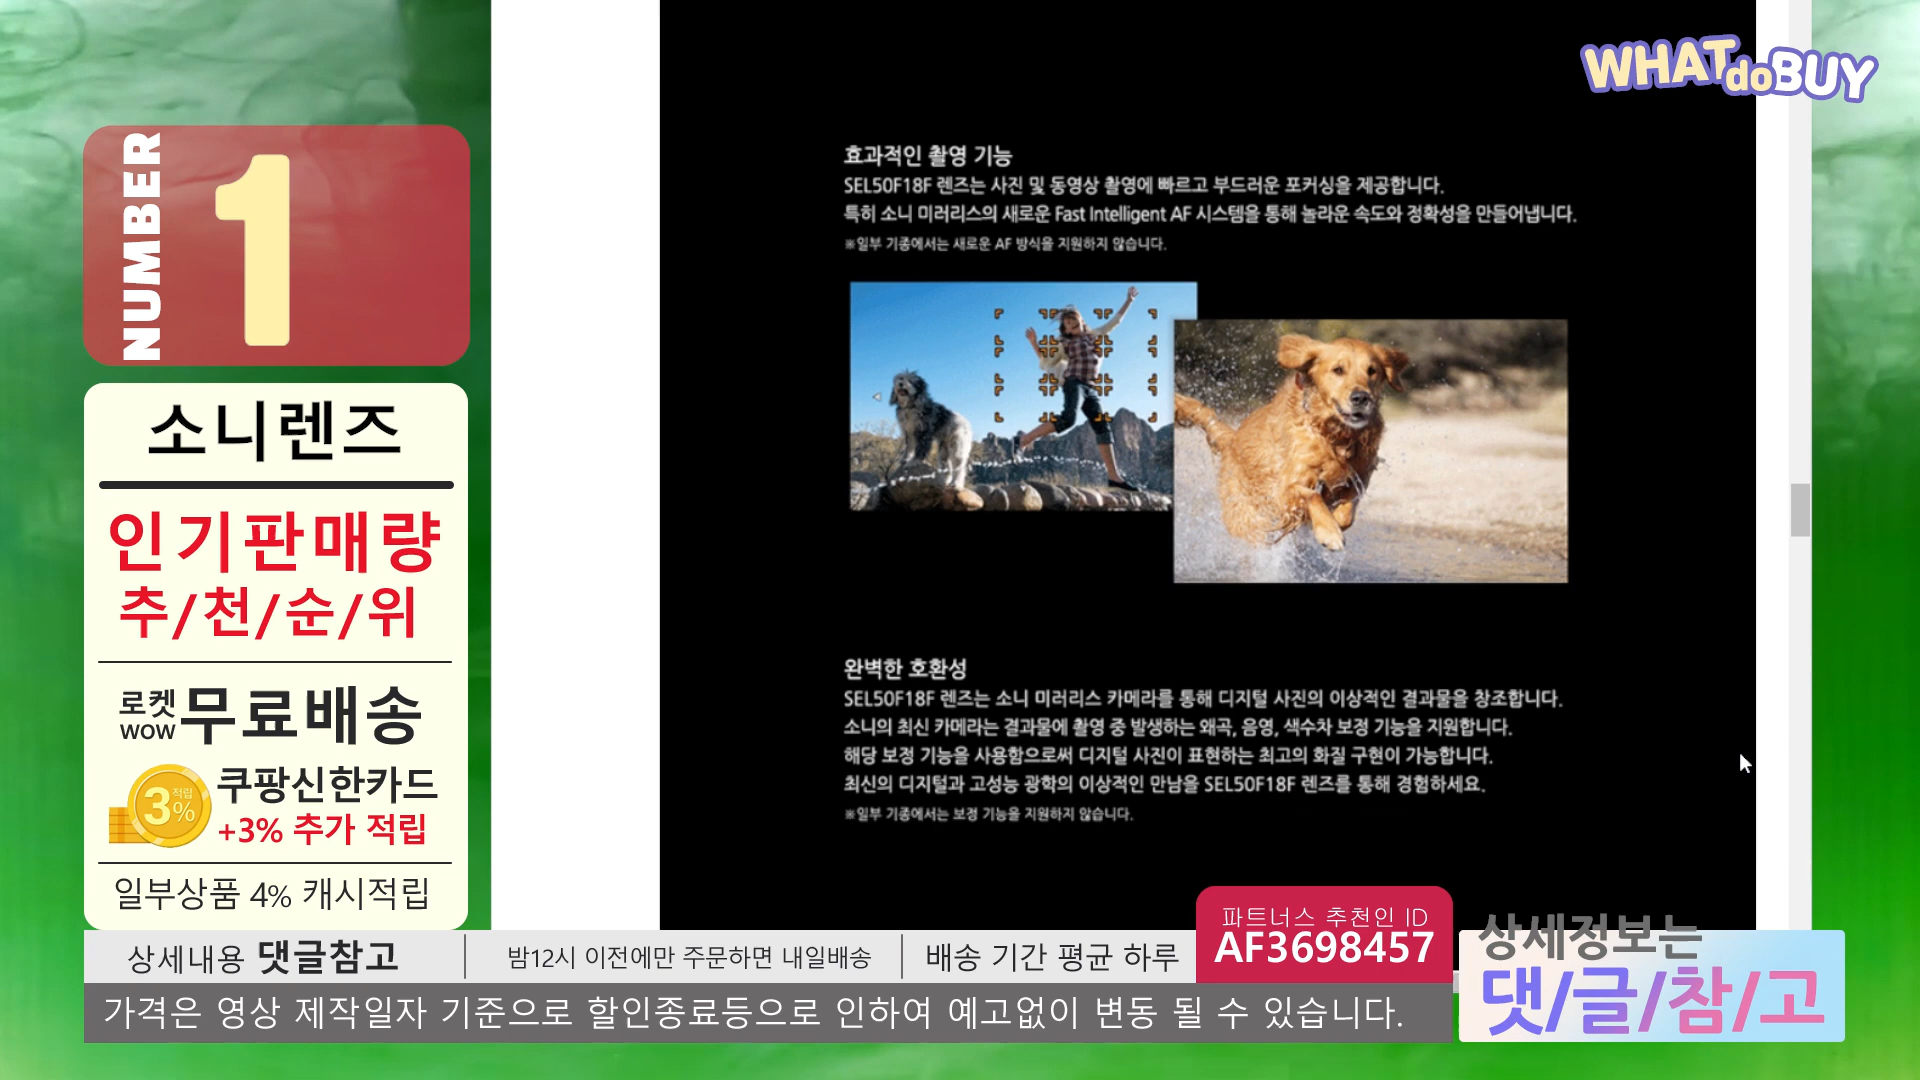 WHAT do BUY
NUMBER
1
소니렌즈
인기판매량
추/천/순/위
로켓
WOW
무료배송
3% 적립
쿠팡신한카드
+3% 추가 적립
일부상품 4% 캐시적립
효과적인 촬영 기능
SEL50F18F 렌즈는 사진 및 동영상 촬영에 빠르고 부드러운 포커싱을 제공합니다.
특히 소니 미러리스의 새로운 Fast Intelligent AF 시스템을 통해 놀라운 속도와 정확성을 만들어냅니다.
※일부 기종에서는 새로운 AF 방식을 지원하지 않습니다.
완벽한 호환성
SEL50F18F 렌즈는 소니 미러리스 카메라를 통해 디지털 사진의 이상적인 결과물을 창조합니다.
소니의 최신 카메라는 결과물에 촬영 중 발생하는 왜곡, 음영, 색수차 보정 기능을 지원합니다.
해당 보정 기능을 사용함으로써 디지털 사진이 표현하는 최고의 화질 구현이 가능합니다.
최신의 디지털과 고성능 광학의 이상적인 만남을 SEL50F18F 렌즈를 통해 경험하세요.
※일부 기종에서는 보정 기능을 지원하지 않습니다.
상세내용 댓글참고
밤12시 이전에만 주문하면 내일배송
배송 기간 평균 하루
파트너스 추천인 ID
AF3698457
상세정보는
댓/글/참/고
가격은 영상 제작일자 기준으로 할인종료등으로 인하여 예고없이 변동 될 수 있습니다.